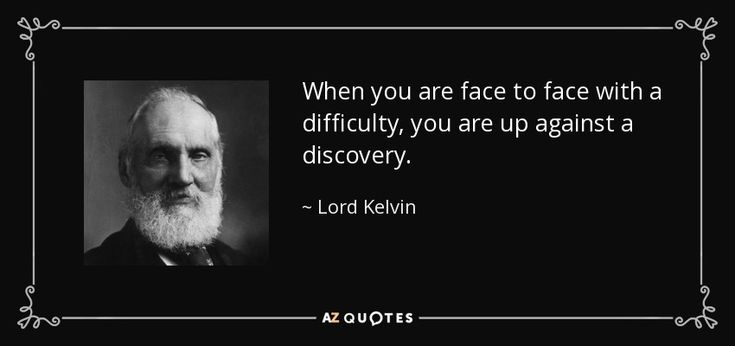 When you are face to face with a
difficulty, you are up against a
discovery.
~ Lord Kelvin
AZ QUOTES